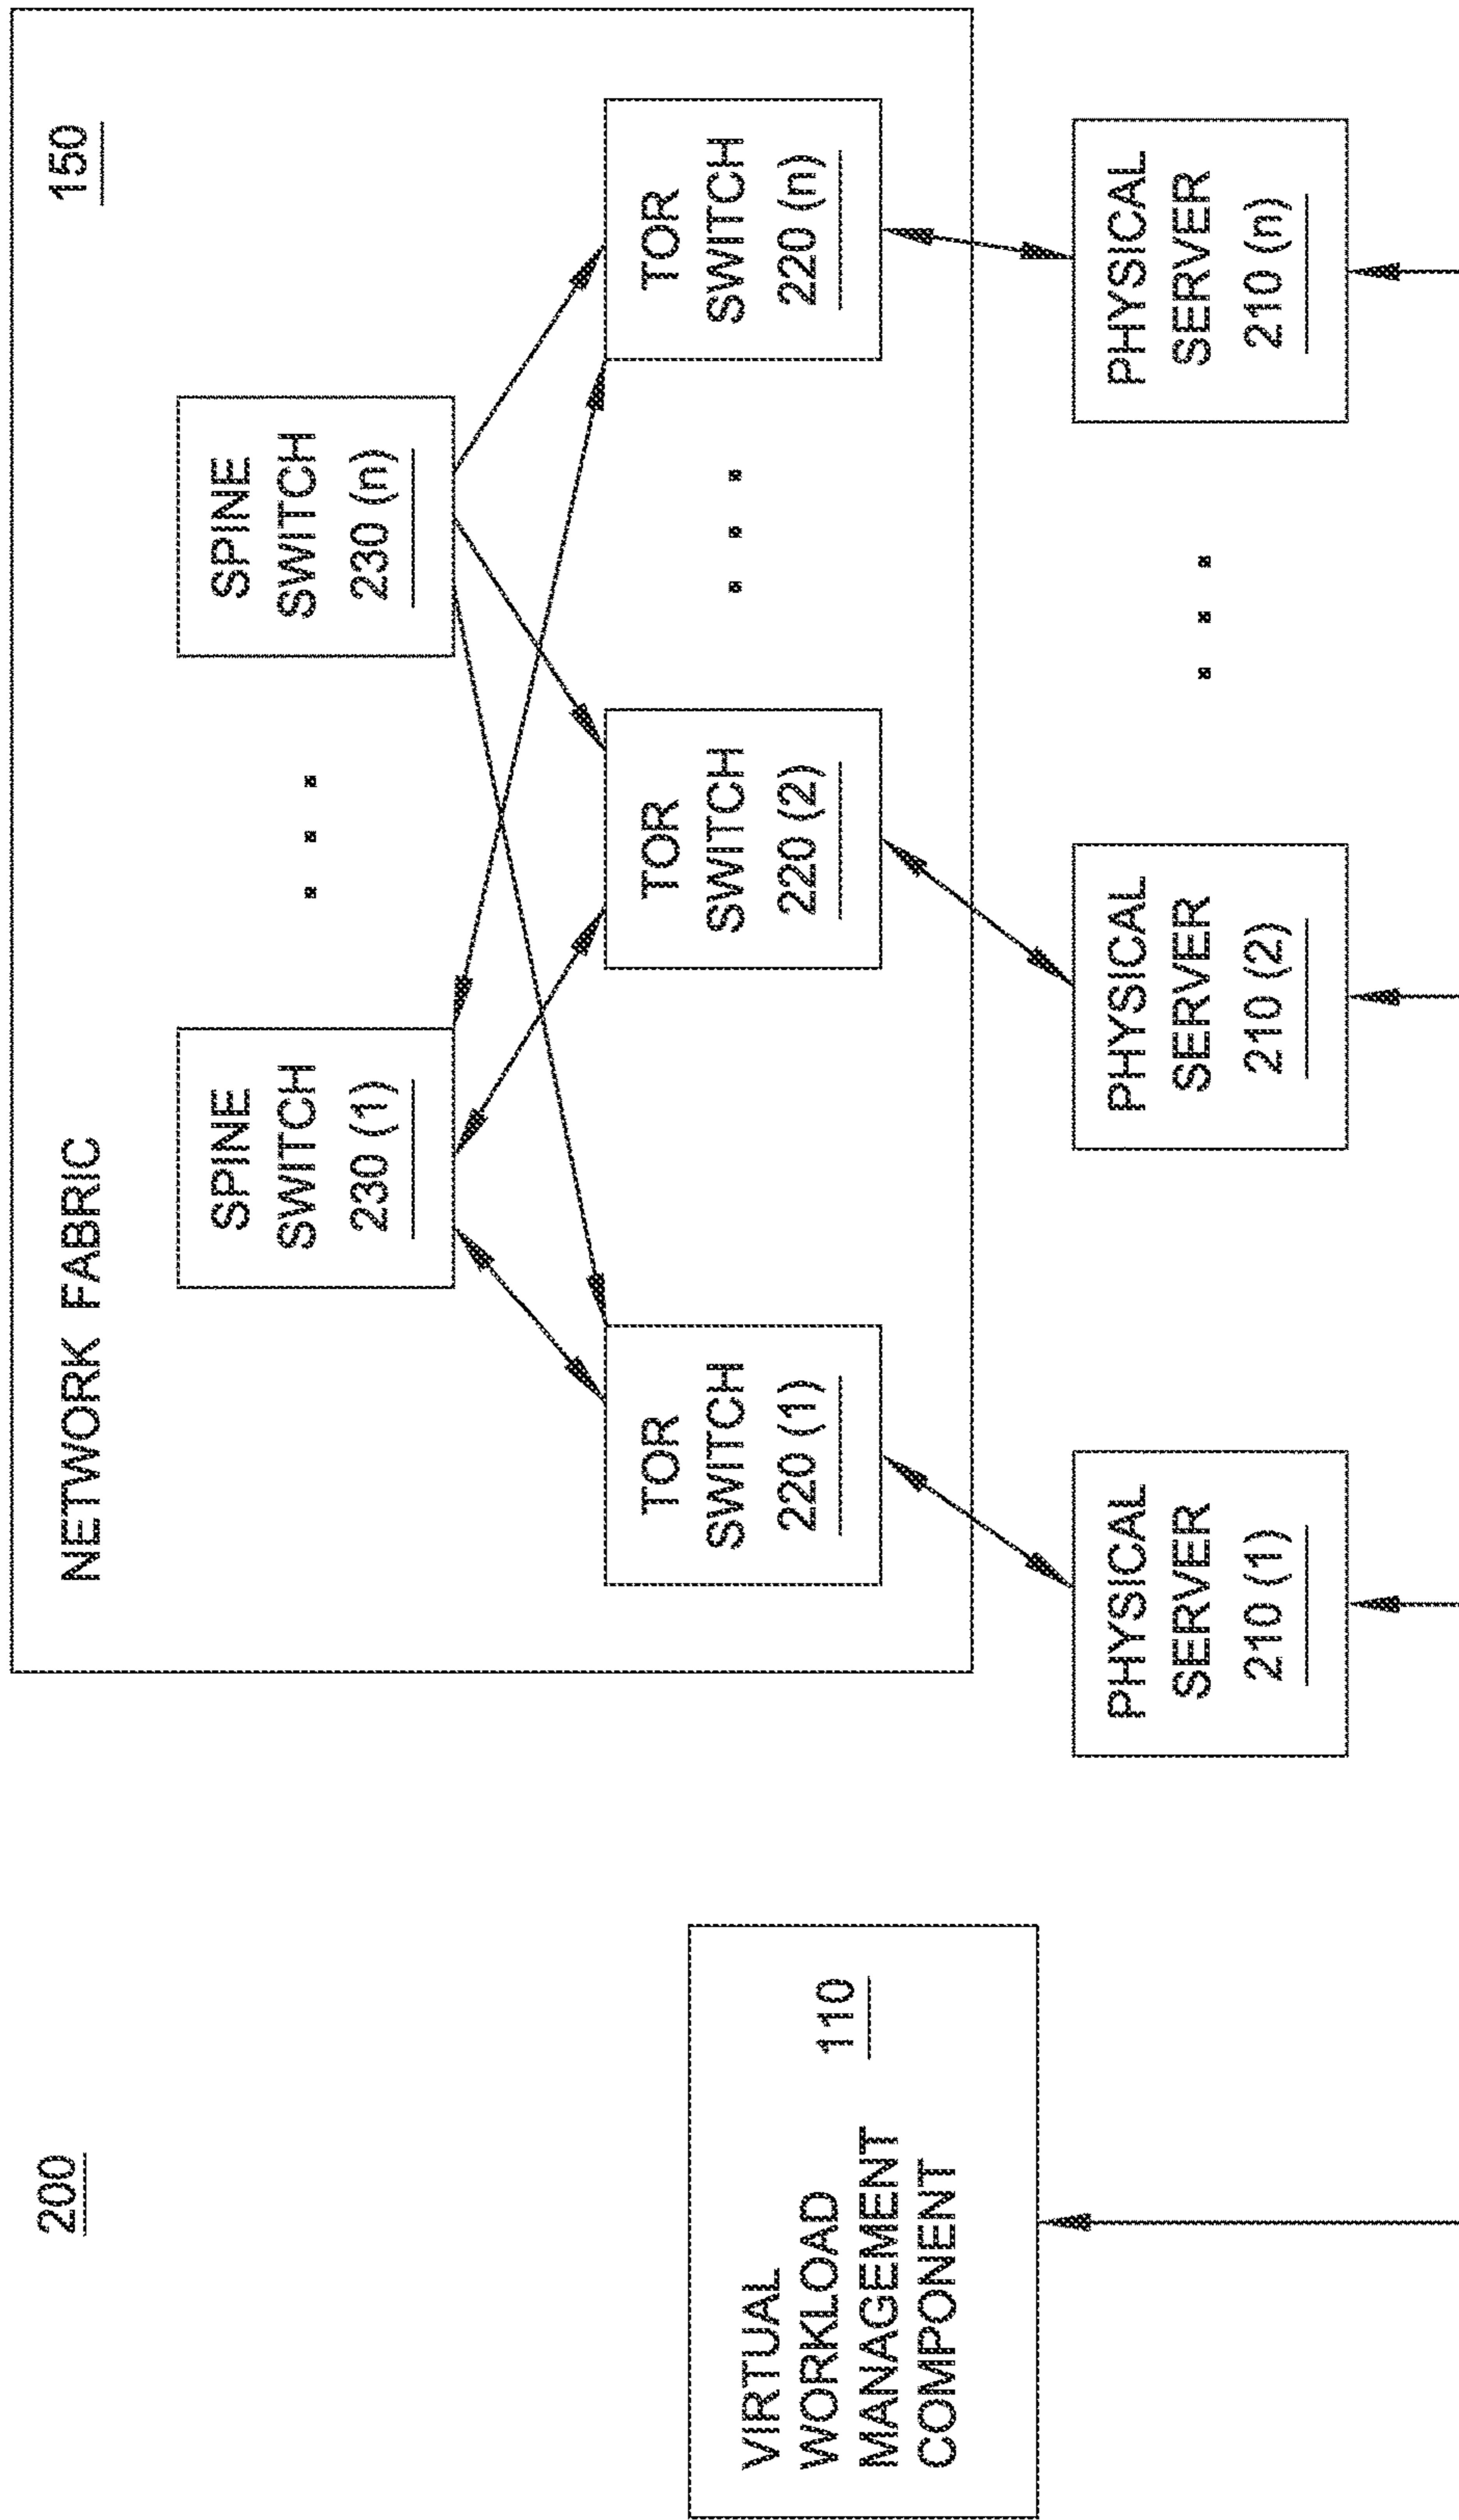 200
NETWORK FABRIC
150
SPINE
SWITCH
230 (1)
SPINE
SWITCH
230 (n)
TOR
SWITCH
220 (1)
TOR
SWITCH
220 (2)
TOR
SWITCH
220 (n)
VIRTUAL
WORKLOAD
MANAGEMENT
COMPONENT
110
PHYSICAL
SERVER
210 (1)
PHYSICAL
SERVER
210 (2)
PHYSICAL
SERVER
210 (n)